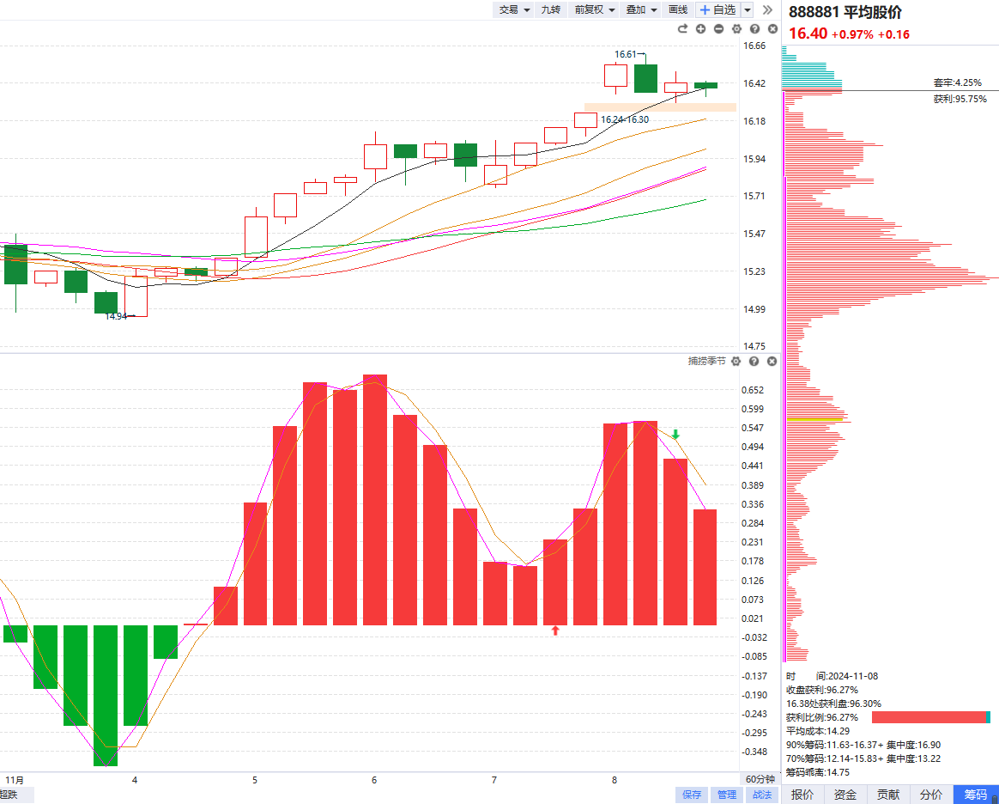 交易 九转 前复权 叠加 画线 +自选
888881 平均股价
16.40 +0.97% +0.16
16.66
16.42
16.18
15.94
15.71
15.47
15.23
14.99
14.75
16.61→
16.24-16.30
14.94
套牢:4.25%
获利:95.75%
捕捞季节
0.652
0.599
0.547
0.494
0.441
0.389
0.336
0.284
0.231
0.178
0.126
0.073
0.021
-0.032
-0.085
-0.137
-0.190
-0.243
-0.295
-0.348
11月 4 5 6 7 8 60分钟
时 间:2024-11-08
收盘获利:96.27%
16.38处获利盘:96.30%
获利比例:96.27%
平均成本:14.29
90%筹码:11.63-16.37+ 集中度:16.90
70%筹码:12.14-15.83+ 集中度:13.22
筹码乖离:14.75
超跌 保存 管理 战法
报价 资金 贡献 分价 筹码